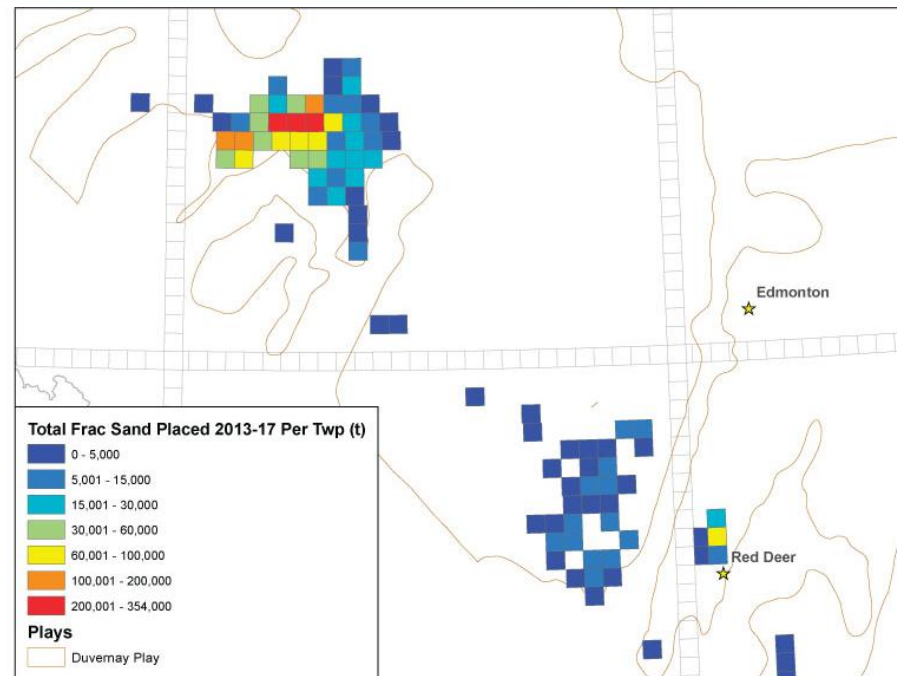 Edmonton
Total Frac Sand Placed 2013-17 Per Twp (t)
0 - 5,000
5,001 - 15,000
15,001 - 30,000
30,001 - 60,000
60,001 - 100,000
100,001 - 200,000
200,001 - 354,000
Plays
Duvernay Play
Red Deer